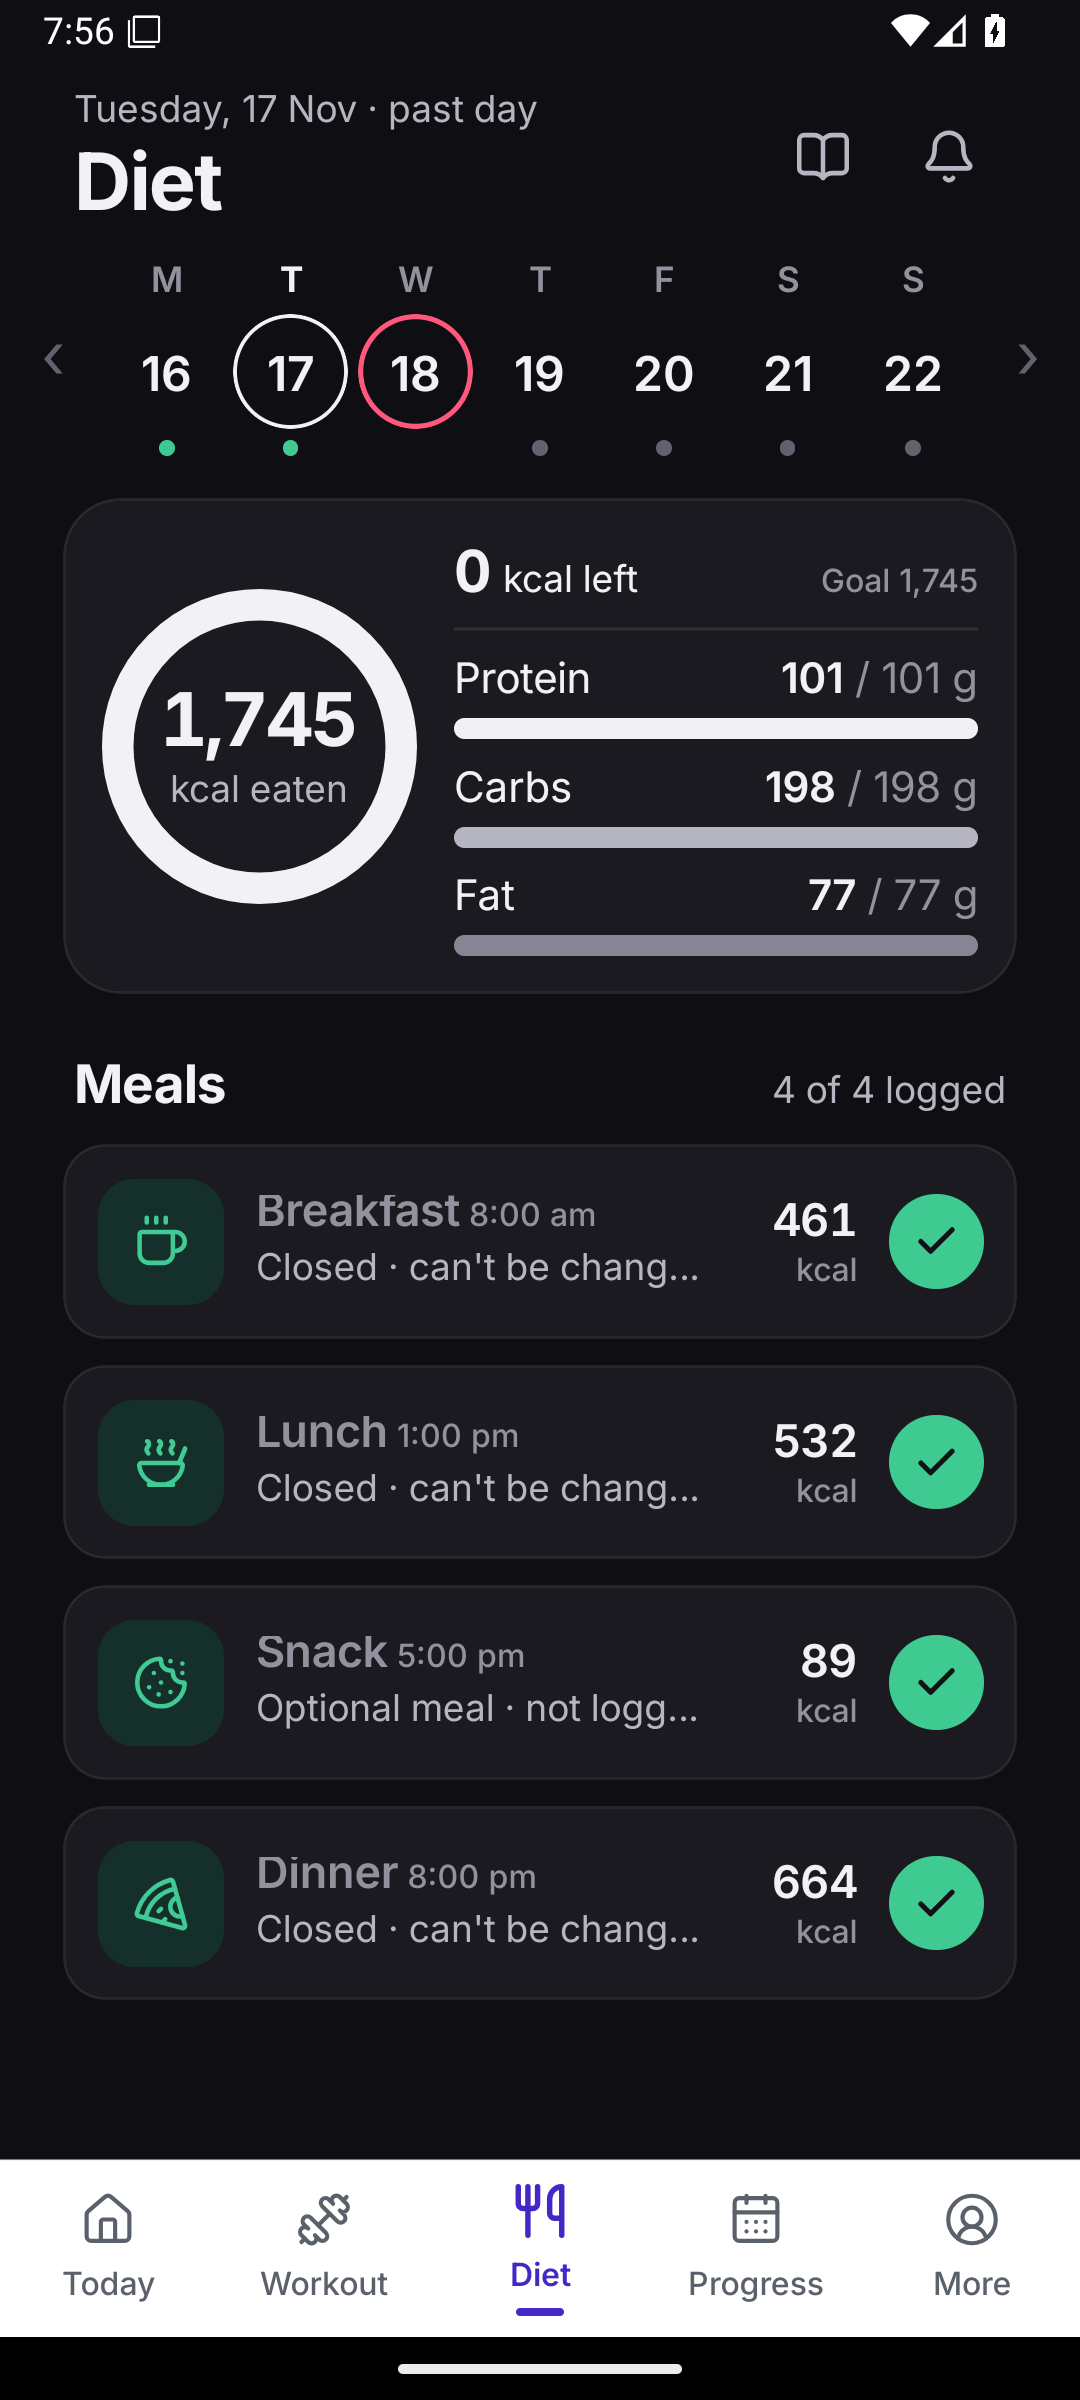 7:56
Tuesday, 17 Nov · past day
Diet
M T W T F S S
16 17 18 19 20 21 22
0 kcal left Goal 1,745
1,745
kcal eaten
Protein 101 / 101 g
Carbs 198 / 198 g
Fat 77 / 77 g
Meals 4 of 4 logged
Breakfast 8:00 am 461
Closed · can't be chang... kcal
Lunch 1:00 pm 532
Closed · can't be chang... kcal
Snack 5:00 pm 89
Optional meal · not logg... kcal
Dinner 8:00 pm 664
Closed · can't be chang... kcal
Today Workout Diet Progress More